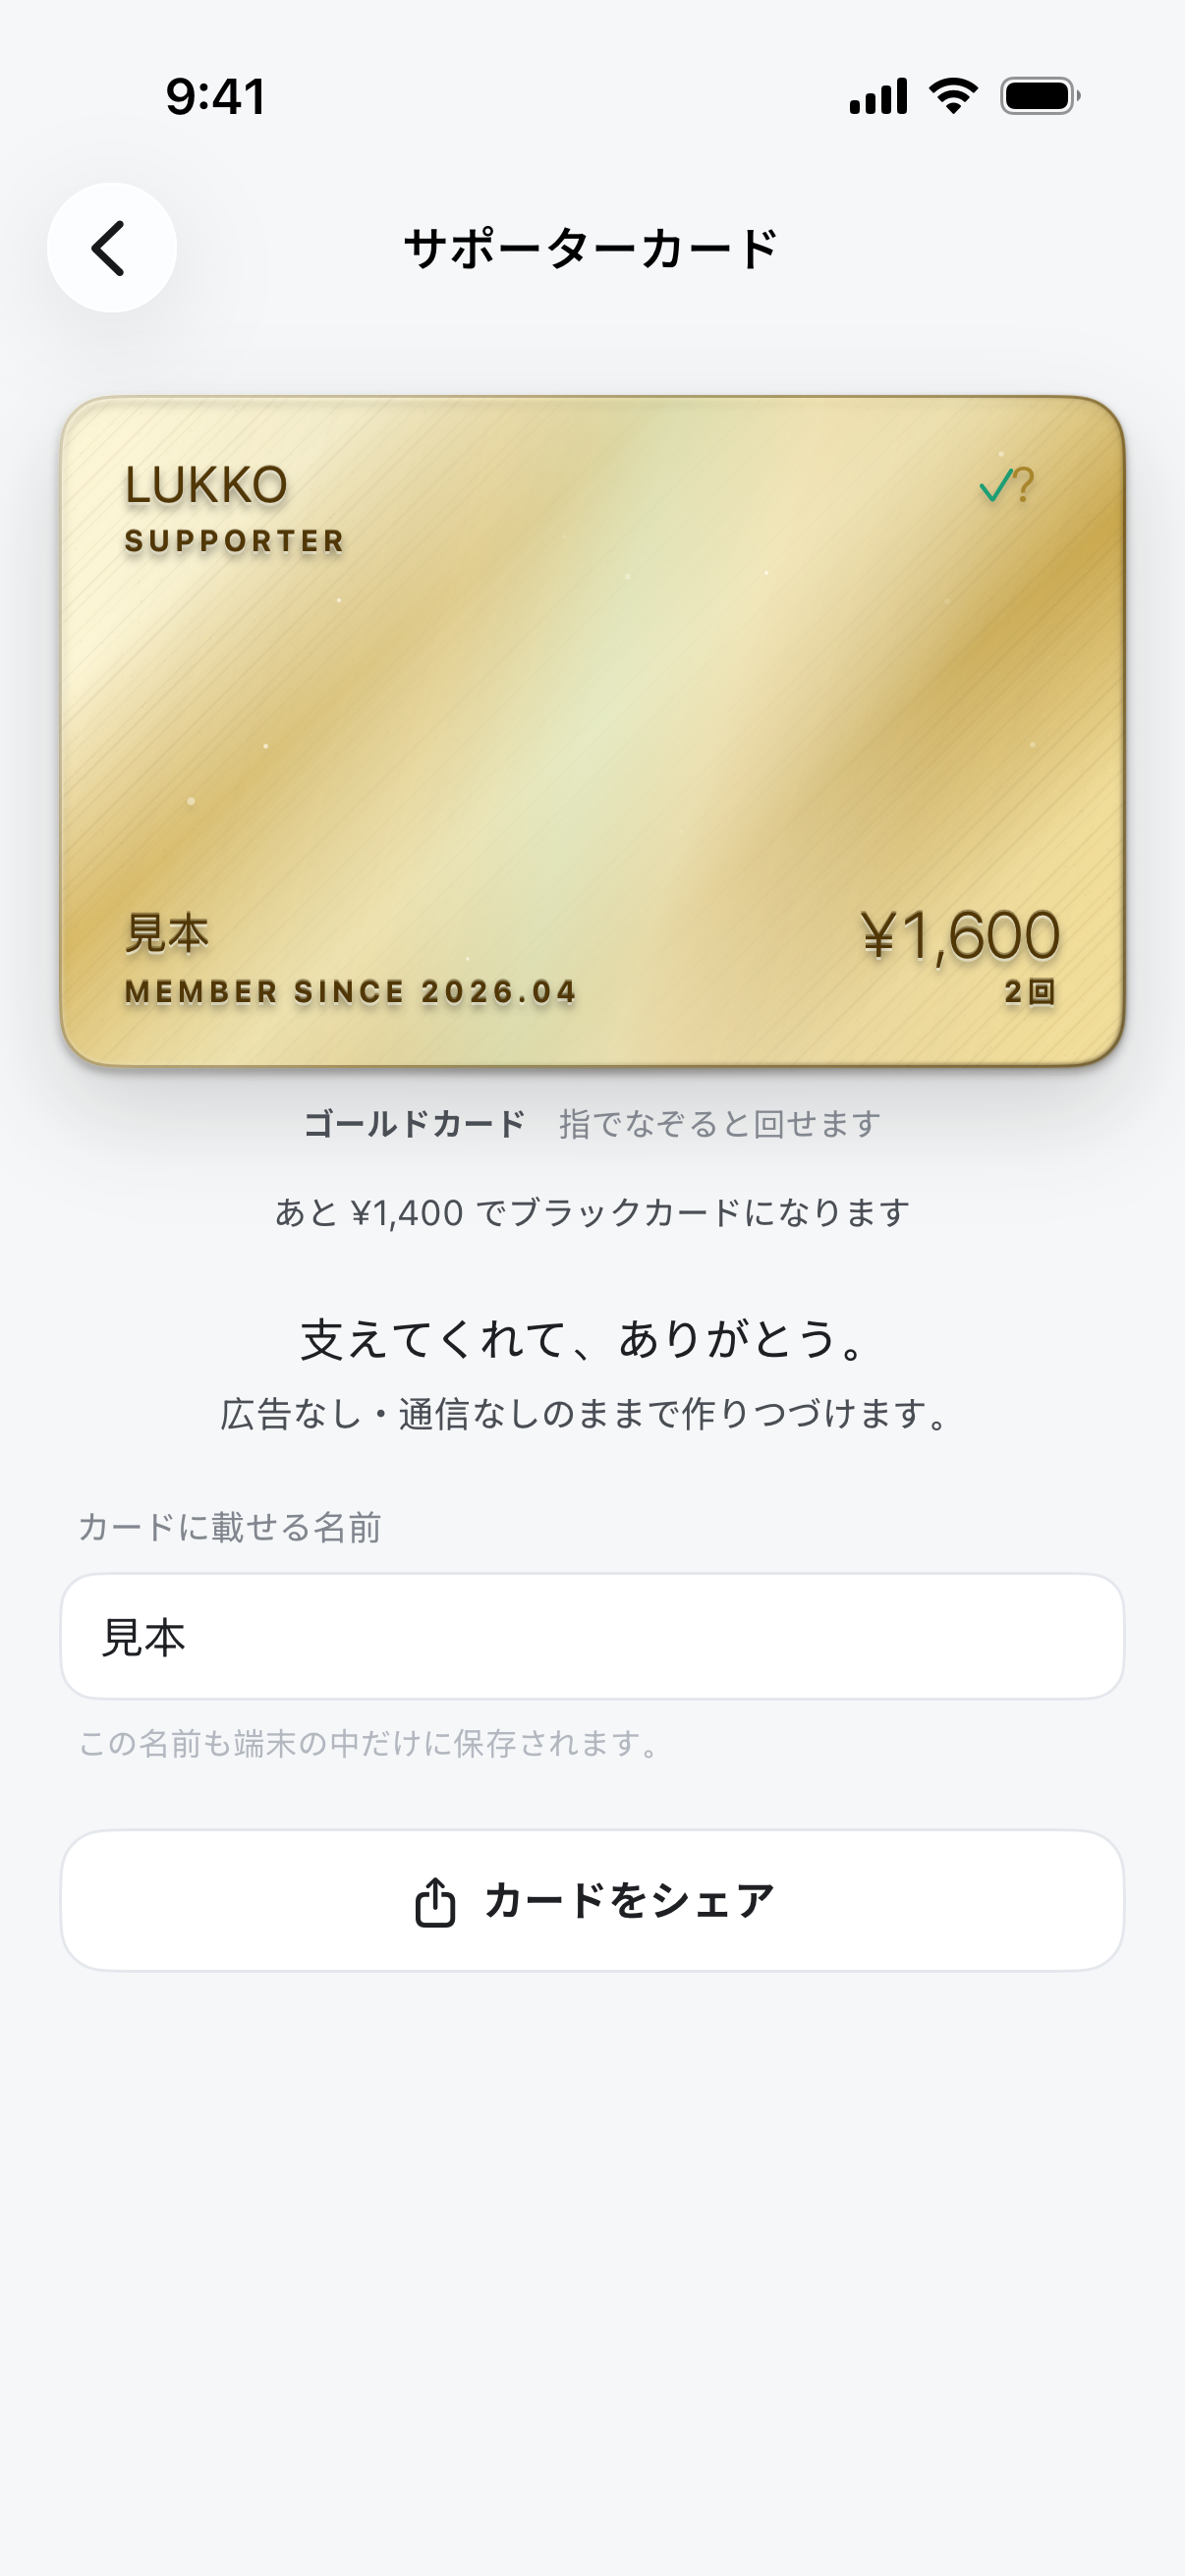 9:41
サポーターカード
LUKKO
?
SUPPORTER
見本
¥1,600
MEMBER SINCE 2026.04
2回
ゴールドカード 指でなぞると回せます
あと ¥1,400 でブラックカードになります
支えてくれて、ありがとう。
広告なし・通信なしのままで作りつづけます。
カードに載せる名前
見本
この名前も端末の中だけに保存されます。
カードをシェア